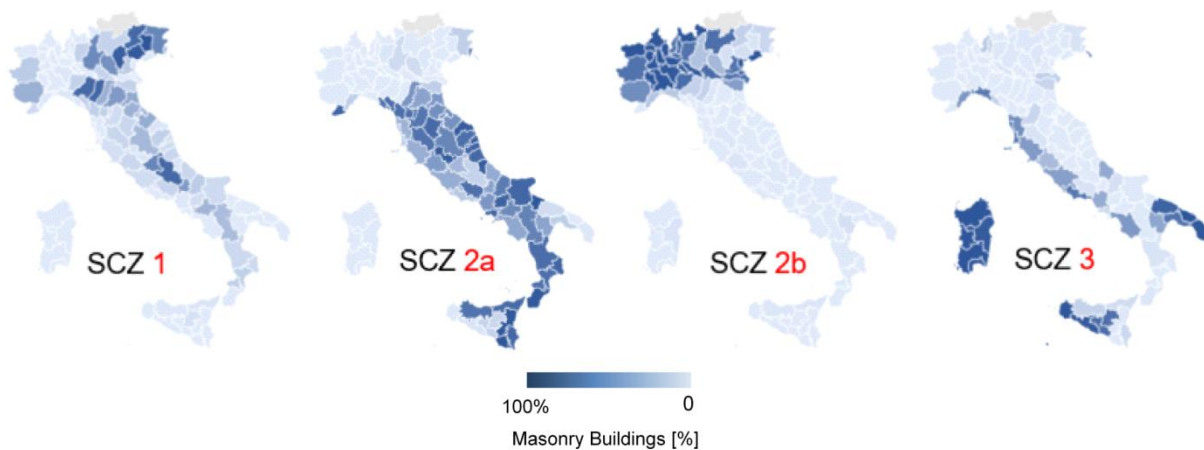 SCZ 1
SCZ 2a
SCZ 2b
SCZ 3
100%
0
Masonry Buildings [%]